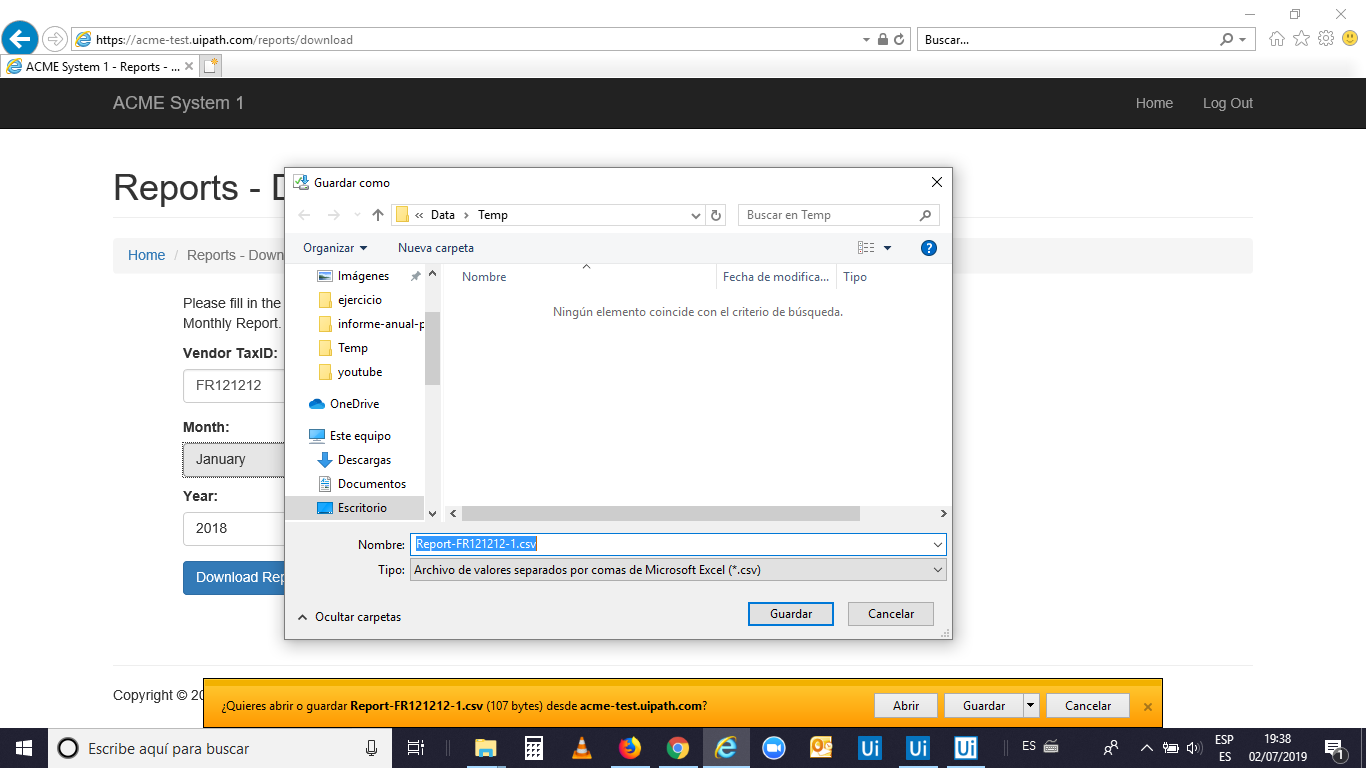 https://acme-test.uipath.com/reports/download
Buscar...
ACME System 1 - Reports - ...
ACME System 1
Home
Log Out
Reports -
Guardar como
« Data > Temp
Buscar en Temp
Organizar
Nueva carpeta
Home / Reports - Down
Imágenes
ejercicio
informe-anual-p
Temp
youtube
OneDrive
Este equipo
Descargas
Documentos
Escritorio
Nombre
Fecha de modifica...
Tipo
Ningún elemento coincide con el criterio de búsqueda.
Please fill in the
Monthly Report.
Vendor TaxID:
FR121212
Month:
January
Year:
2018
Download Rep
Nombre: Report-FR121212-1.csv
Tipo: Archivo de valores separados por comas de Microsoft Excel (*.csv)
Ocultar carpetas
Guardar
Cancelar
Copyright © 20
¿Quieres abrir o guardar Report-FR121212-1.csv (107 bytes) desde acme-test.uipath.com?
Abrir
Guardar
Cancelar
Escribe aquí para buscar
Ui
Ui
Ui
ES
ESP
ES
19:38
02/07/2019
1